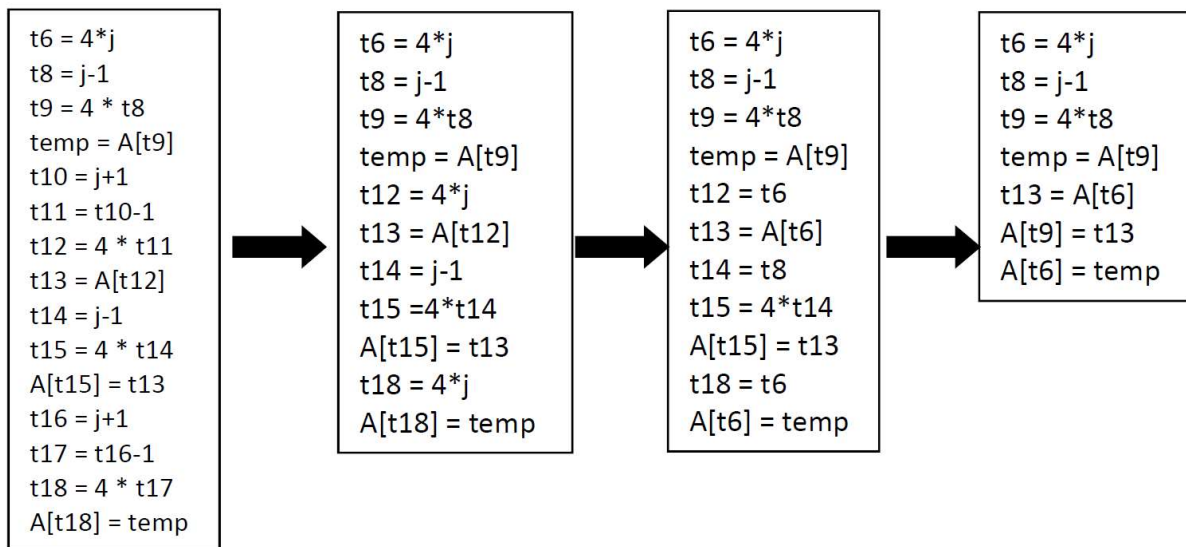 t6 = 4*j
t8 = j-1
t9 = 4 * t8
temp = A[t9]
t10 = j+1
t11 = t10-1
t12 = 4 * t11
t13 = A[t12]
t14 = j-1
t15 = 4 * t14
A[t15] = t13
t16 = j+1
t17 = t16-1
t18 = 4 * t17
A[t18] = temp
t6 = 4*j
t8 = j-1
t9 = 4*t8
temp = A[t9]
t12 = 4*j
t13 = A[t12]
t14 = j-1
t15 =4*t14
A[t15] = t13
t18 = 4*j
A[t18] = temp
t6 = 4*j
t8 = j-1
t9 = 4*t8
temp = A[t9]
t12 = t6
t13 = A[t6]
t14 = t8
t15 = 4*t14
A[t15] = t13
t18 = t6
A[t6] = temp
t6 = 4*j
t8 = j-1
t9 = 4*t8
temp = A[t9]
t13 = A[t6]
A[t9] = t13
A[t6] = temp